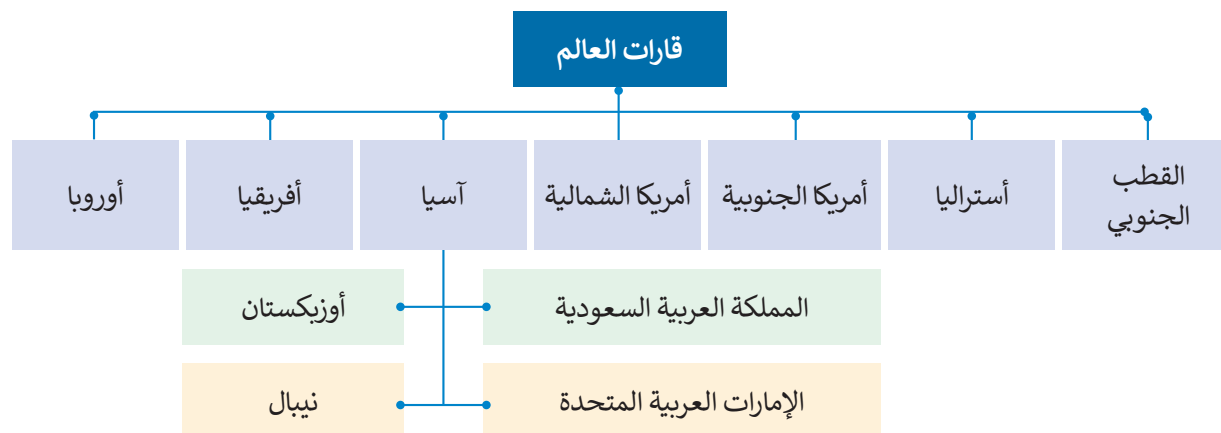 قارات العالم
القطب
الجنوبي
أستراليا
أمريكا الجنوبية
أمريكا الشمالية
آسيا
أفريقيا
أوروبا
المملكة العربية السعودية
أوزبكستان
الإمارات العربية المتحدة
نيبال